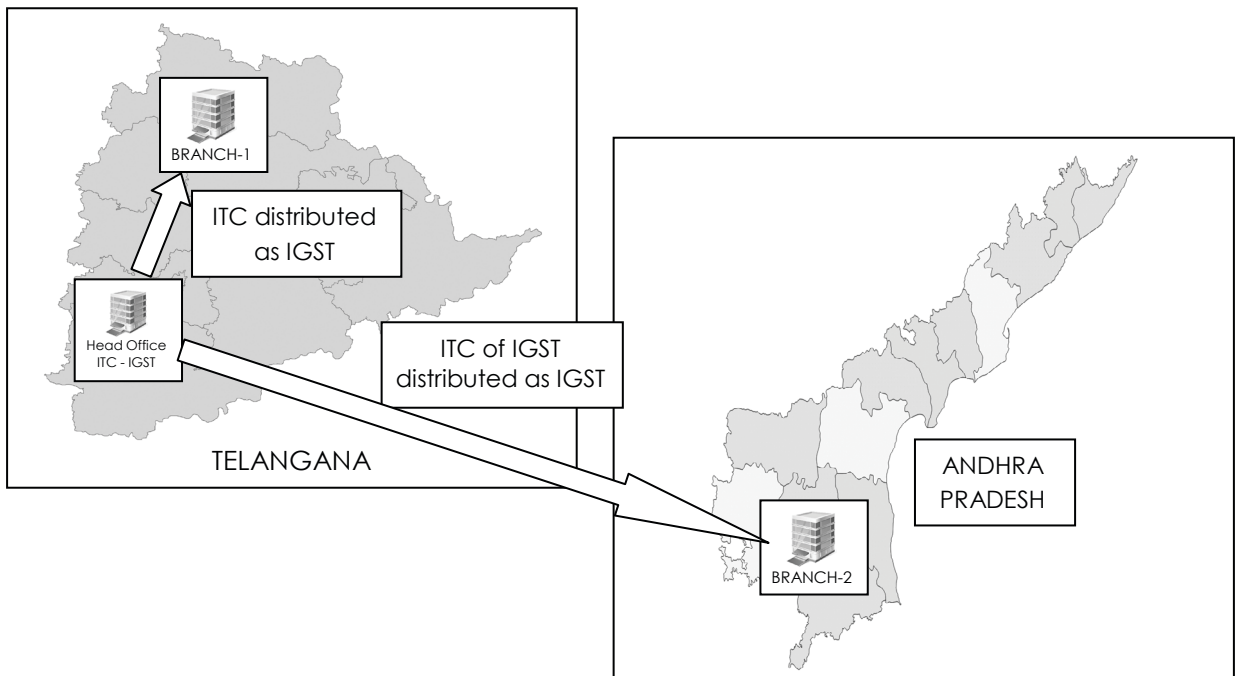 BRANCH-1
ITC distributed
as IGST
Head Office
ITC - IGST
ITC of IGST
distributed as IGST
TELANGANA
ANDHRA
PRADESH
BRANCH-2